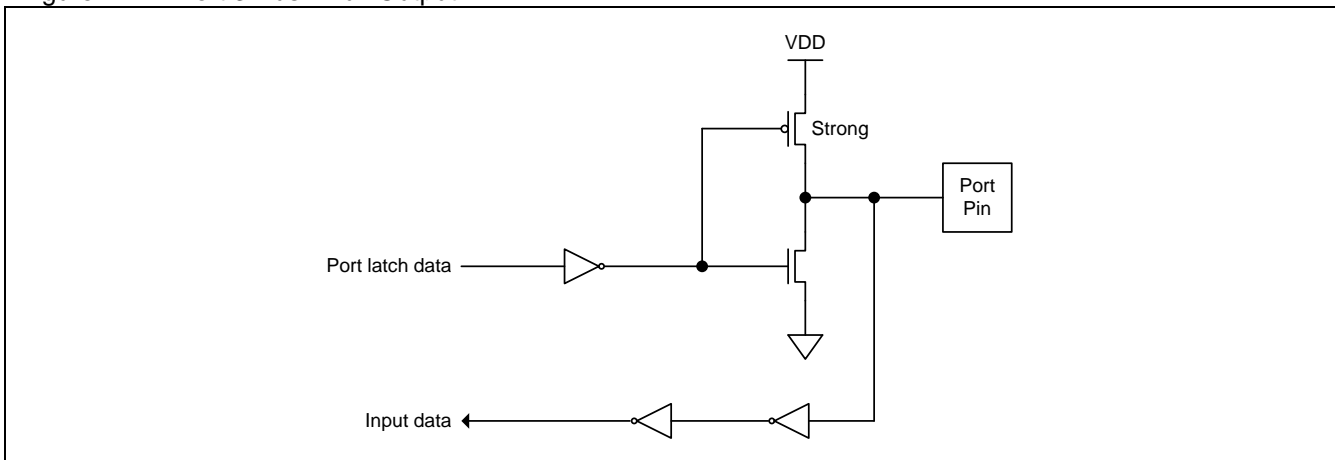 VDD
Strong
Port
Pin
Port latch data
Input data